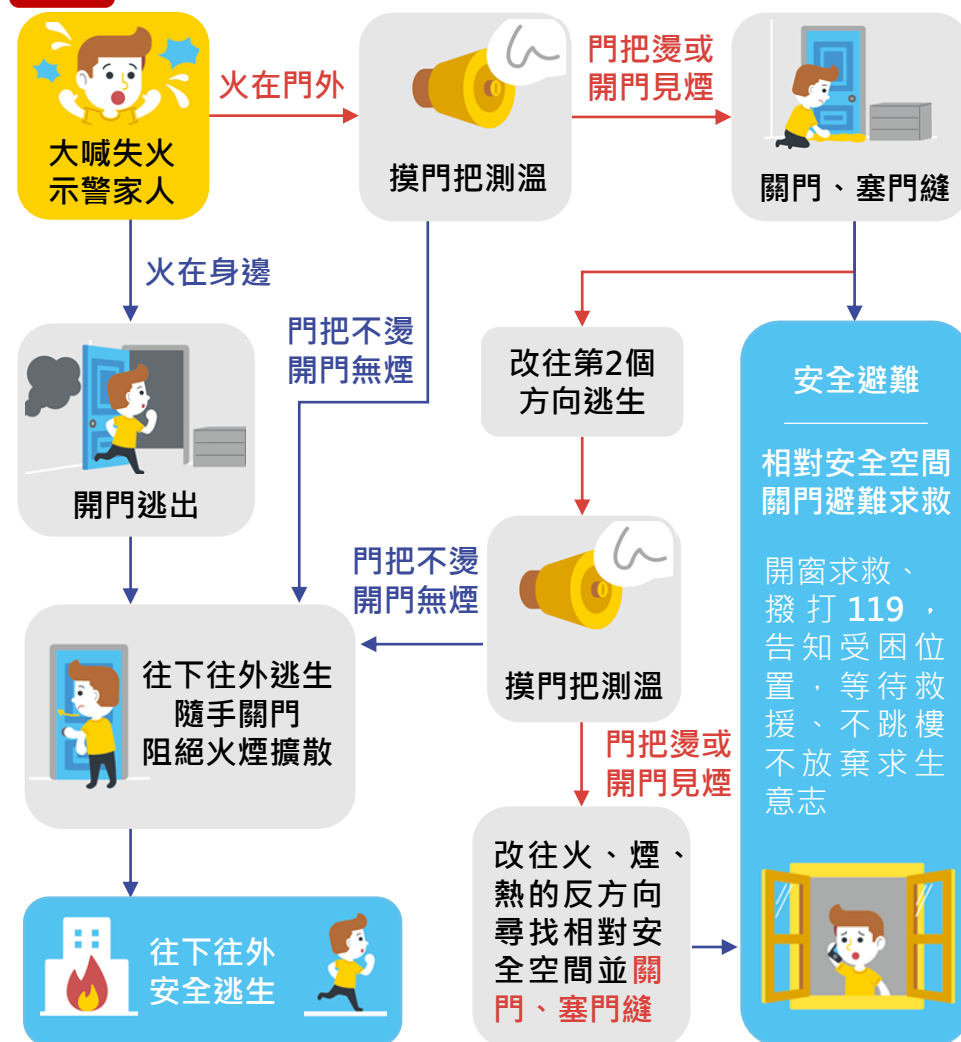 大喊失火
示警家人
火在門外
摸門把測溫
門把燙或
開門見煙
關門、塞門縫
火在身邊
開門逃出
門把不燙
開門無煙
改往第2個
方向逃生
門把不燙
開門無煙
摸門把測溫
往下往外逃生
隨手關門
阻絕火煙擴散
門把燙或
開門見煙
改往火、煙、
熱的反方向
尋找相對安
全空間並關
門、塞門縫
往下往外
安全逃生
安全避難
相對安全空間
關門避難求救
開窗求救、
撥打119，
告知受困位
置，等待救
援、不跳樓
不放棄求生
意志